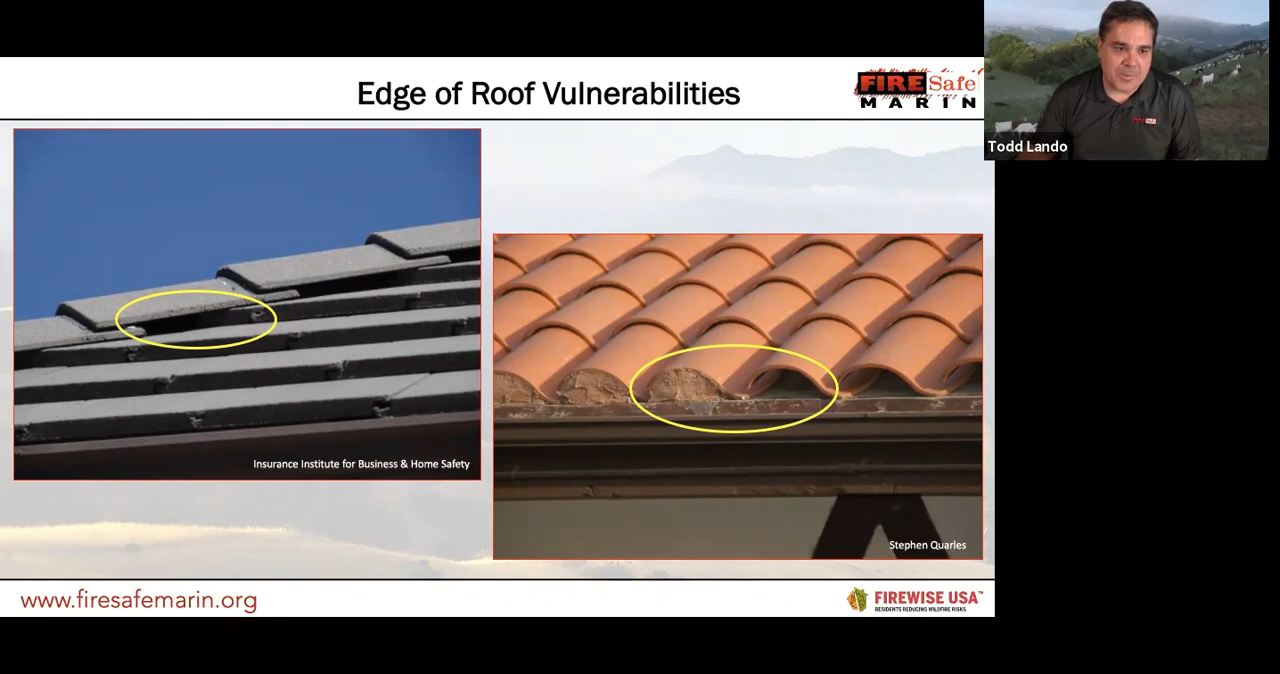 Edge of Roof Vulnerabilities
FIRE Safe
MARIN
Todd Lando
Insurance Institute for Business & Home Safety
Stephen Quarles
www.firesafemarin.org
FIREWISE USA™
RESIDENTS REDUCING WILDFIRE RISKS